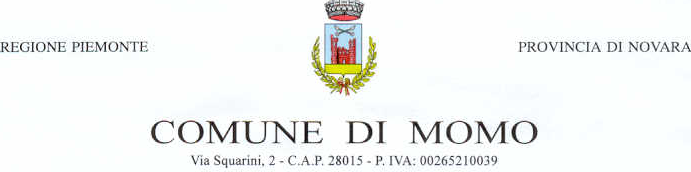 REGIONE PIEMONTE PROVINCIA DI NOVARA
COMUNE DI MOMO
Via Squarini, 2 - C.A.P. 28015 - P. IVA: 00265210039